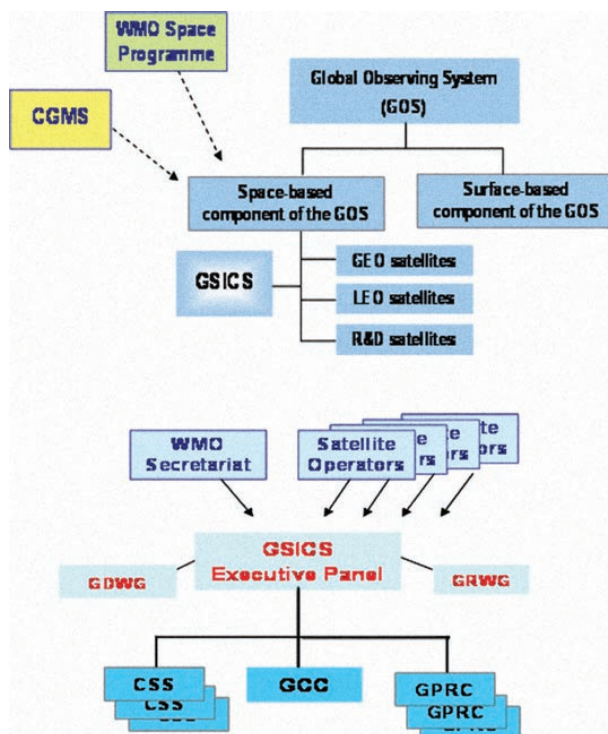 WMO Space
Programme
Global Observing System
(GOS)
CGMS
Space-based
component of the GOS
Surface-based
component of the GOS
GSICS
GEO satellites
LEO satellites
R&D satellites
WMO
Secretariat
Satellite
Operators
GSICS
Executive Panel
GDWG
GRWG
CSS
CSS
GCC
GPRC
GPRC